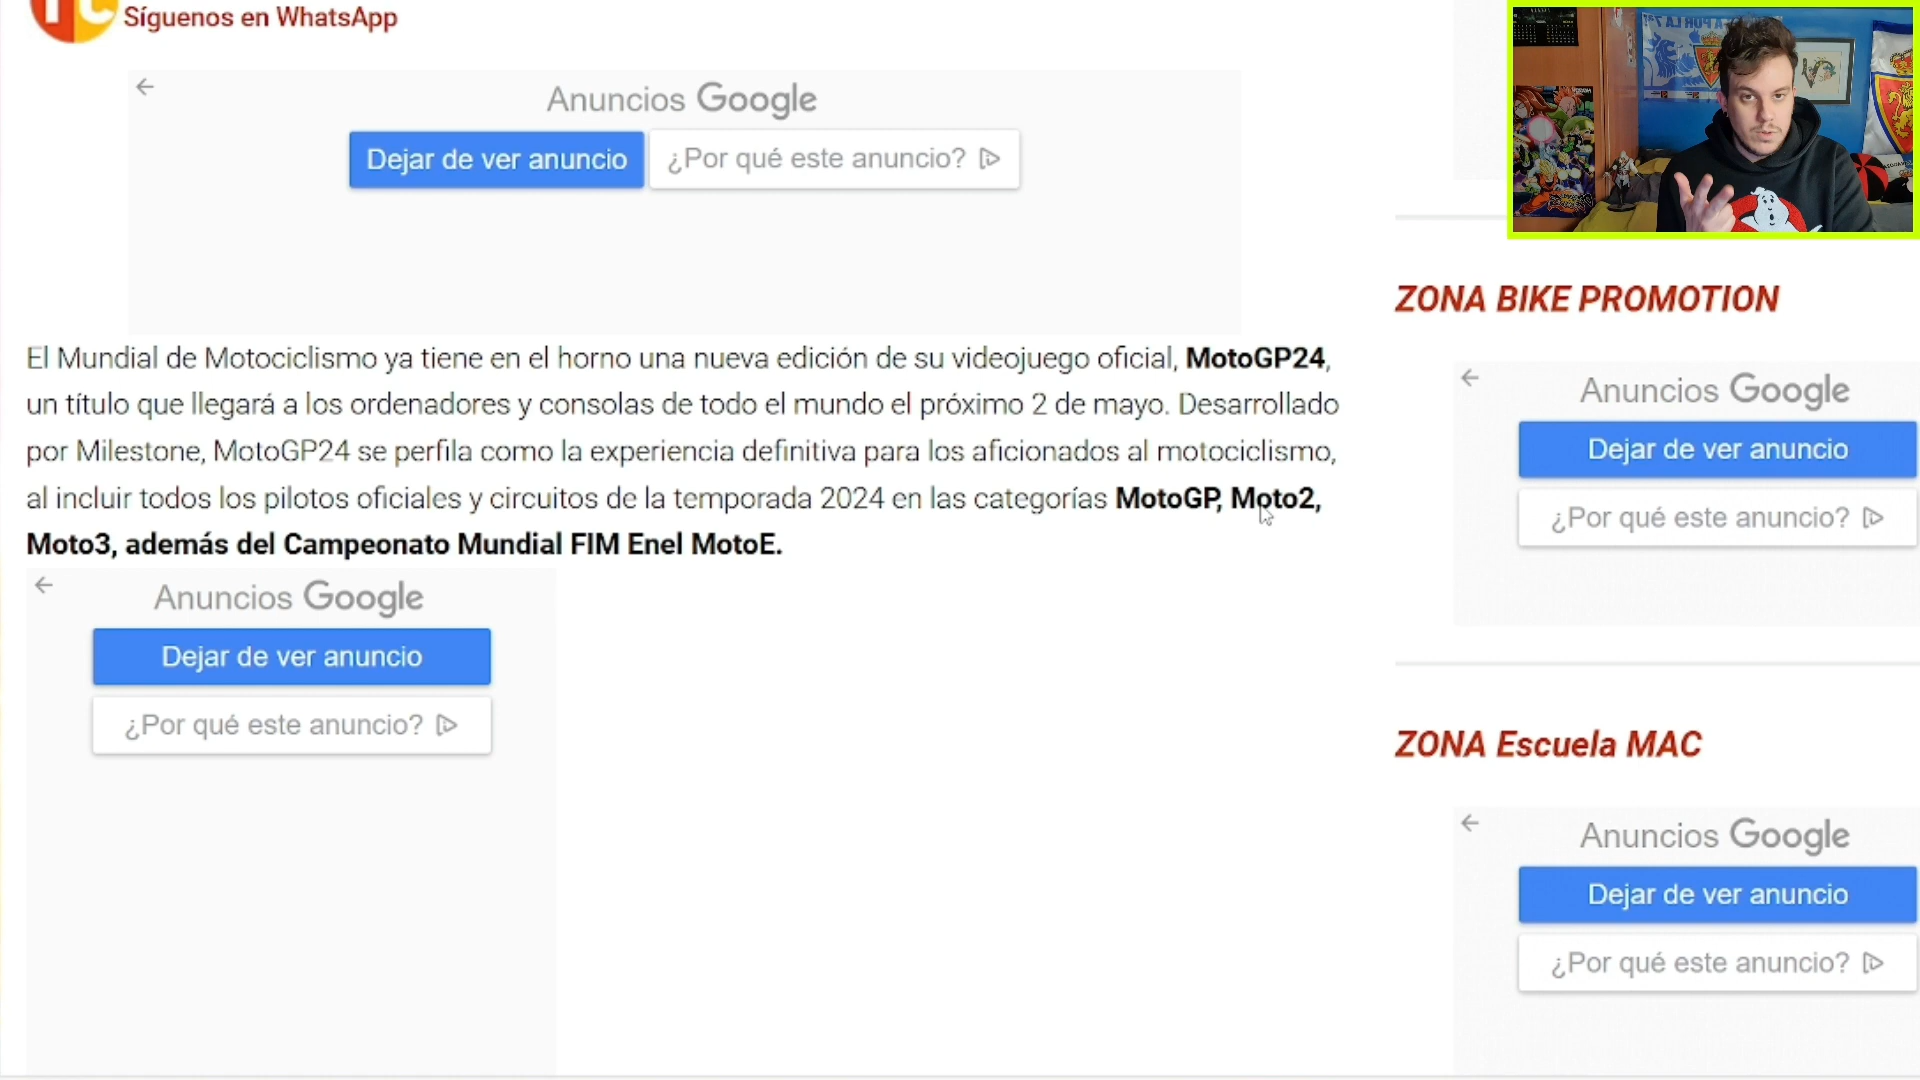 Síguenos en WhatsApp
Anuncios Google
Dejar de ver anuncio
¿Por qué este anuncio?
El Mundial de Motociclismo ya tiene en el horno una nueva edición de su videojuego oficial, MotoGP24,
un título que llegará a los ordenadores y consolas de todo el mundo el próximo 2 de mayo. Desarrollado
por Milestone, MotoGP24 se perfila como la experiencia definitiva para los aficionados al motociclismo,
al incluir todos los pilotos oficiales y circuitos de la temporada 2024 en las categorías MotoGP, Moto2,
Moto3, además del Campeonato Mundial FIM Enel MotoE.
Anuncios Google
Dejar de ver anuncio
¿Por qué este anuncio?
ZONA BIKE PROMOTION
Anuncios Google
Dejar de ver anuncio
¿Por qué este anuncio?
ZONA Escuela MAC
Anuncios Google
Dejar de ver anuncio
¿Por qué este anuncio?